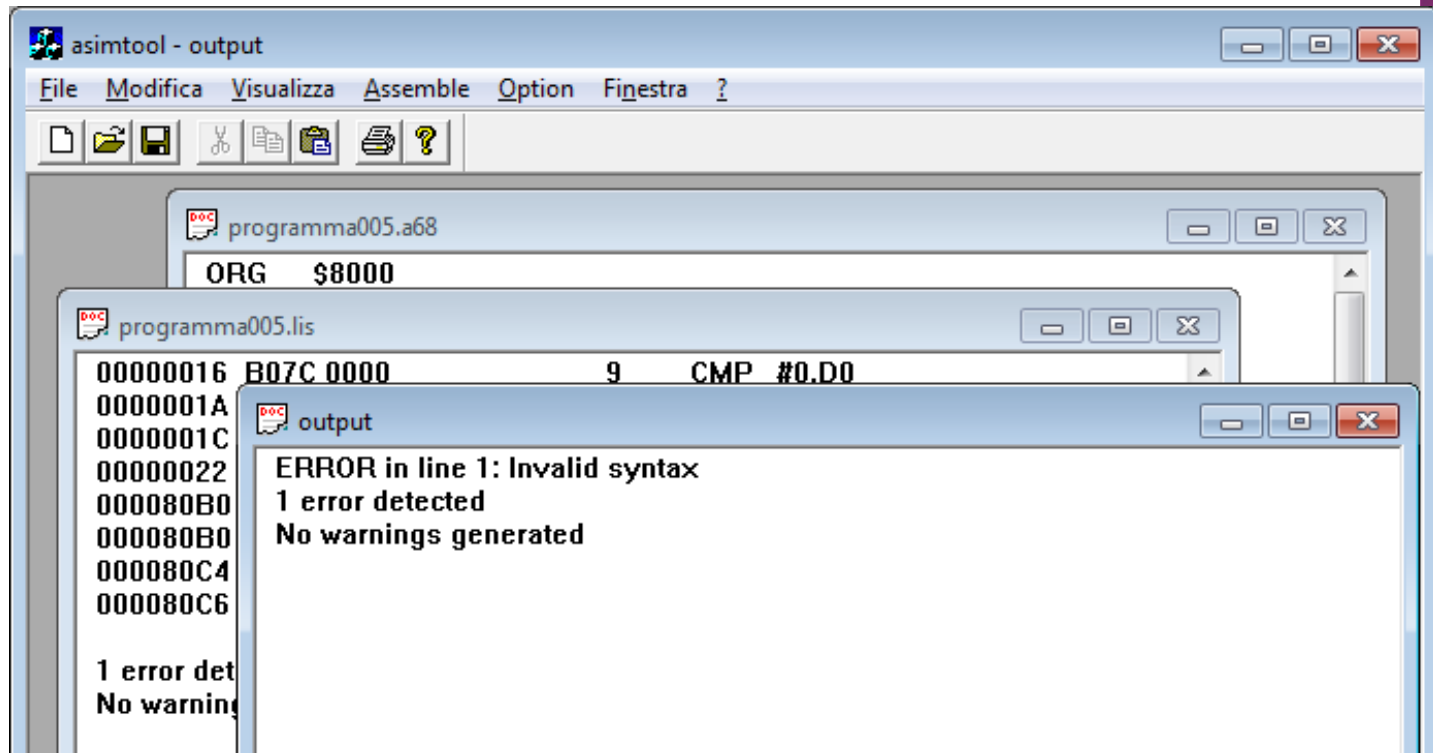 asimtool - output
File Modifica Visualizza Assemble Option Finestra ?
programma005.a68
ORG $8000
programma005.lis
00000016 B07C 0000 9 CMP #0,D0
0000001A
0000001C
00000022
000080B0
000080B0
000080C4
000080C6
1 error det
No warning
output
ERROR in line 1: Invalid syntax
1 error detected
No warnings generated